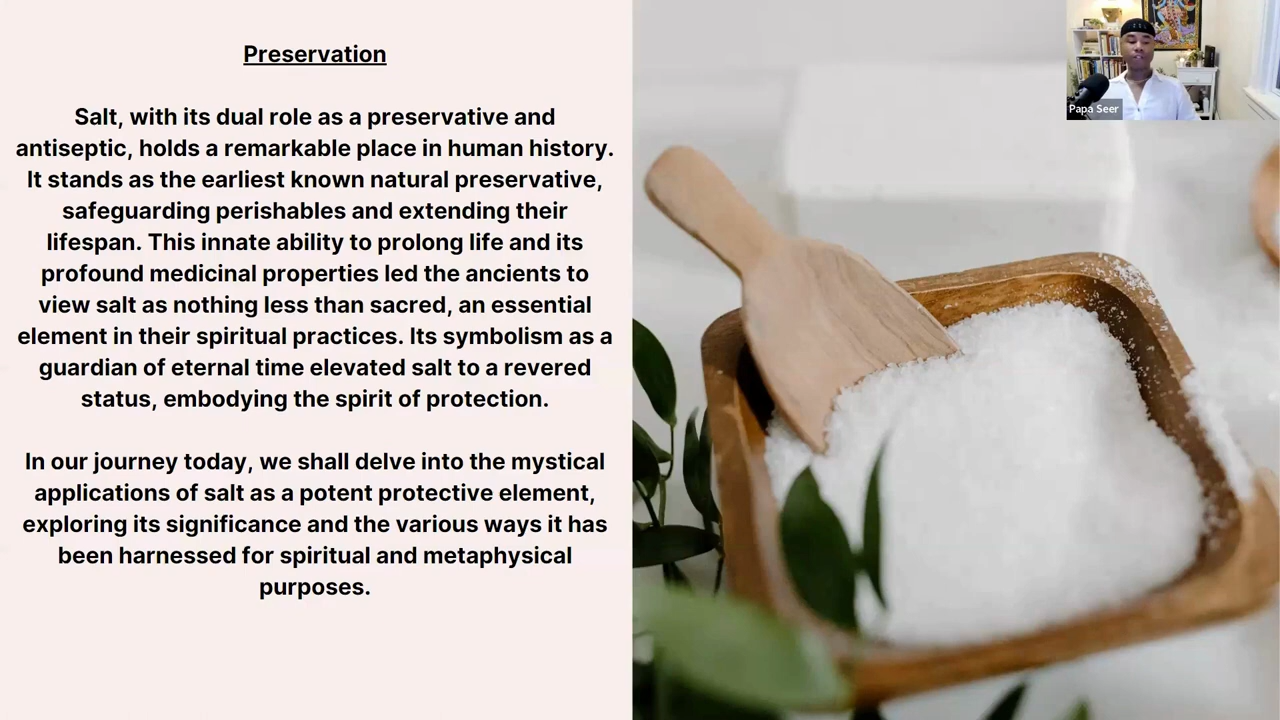 Preservation
Salt, with its dual role as a preservative and
antiseptic, holds a remarkable place in human history.
It stands as the earliest known natural preservative,
safeguarding perishables and extending their
lifespan. This innate ability to prolong life and its
profound medicinal properties led the ancients to
view salt as nothing less than sacred, an essential
element in their spiritual practices. Its symbolism as a
guardian of eternal time elevated salt to a revered
status, embodying the spirit of protection.
In our journey today, we shall delve into the mystical
applications of salt as a potent protective element,
exploring its significance and the various ways it has
been harnessed for spiritual and metaphysical
purposes.
Papa Seer